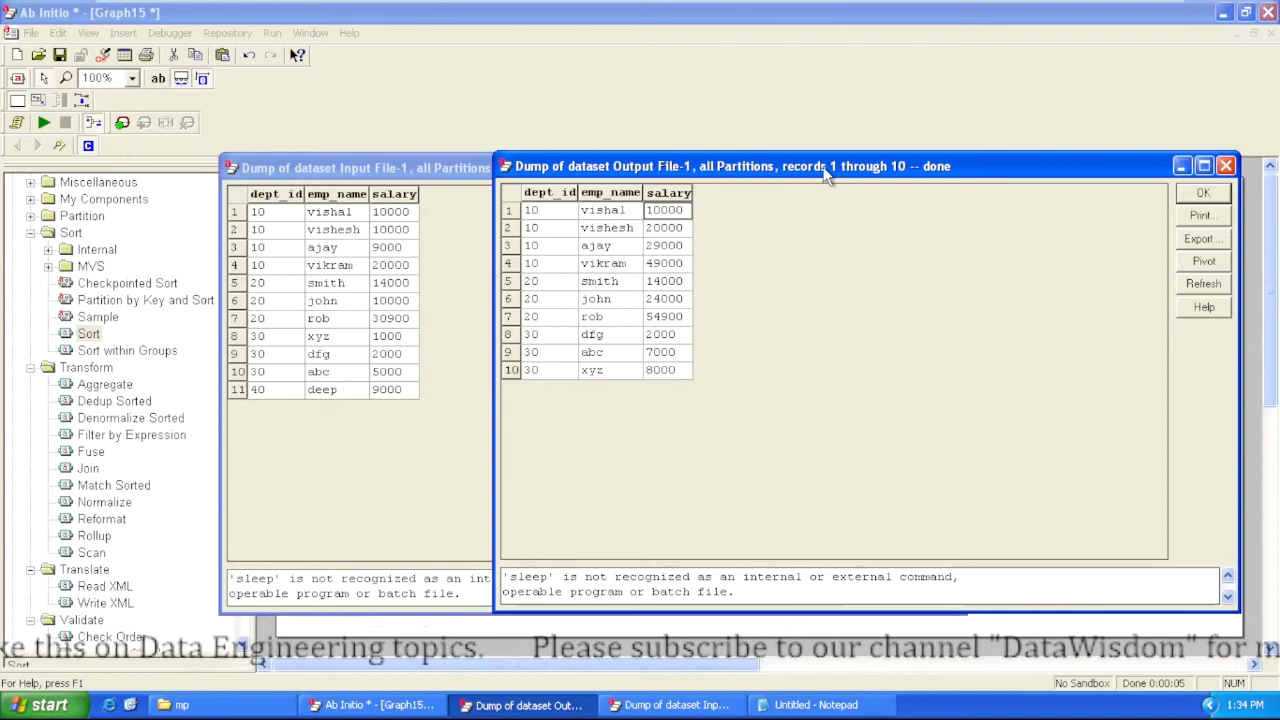 Ab Initio * - [Graph15 *]
File Edit View Insert Debugger Repository Run Window Help
100% ab
Miscellaneous
My Components
Partition
Sort
Internal
MVS
Checkpointed Sort
Partition by Key and Sort
Sample
Sort
Sort within Groups
Transform
Aggregate
Dedup Sorted
Denormalize Sorted
Filter by Expression
Fuse
Join
Match Sorted
Normalize
Reformat
Rollup
Scan
Translate
Read XML
Write XML
Validate
Check Orde
Sort
Dump of dataset Input File-1, all Partitions
dept_id emp_name salary
1 10 vishal 10000
2 10 vishesh 10000
3 10 ajay 9000
4 10 vikram 20000
5 20 smith 14000
6 20 john 10000
7 20 rob 30900
8 30 xyz 1000
9 30 dfg 2000
10 30 abc 5000
11 40 deep 9000
'sleep' is not recognized as an int
operable program or batch file.
Dump of dataset Output File-1, all Partitions, records 1 through 10 -- done
dept_id emp_name salary
1 10 vishal 10000
2 10 vishesh 20000
3 10 ajay 29000
4 10 vikram 49000
5 20 smith 14000
6 20 john 24000
7 20 rob 54900
8 30 dfg 2000
9 30 abc 7000
10 30 xyz 8000
OK
Print...
Export ...
Pivot
Refresh
Help
'sleep' is not recognized as an internal or external command,
operable program or batch file.
ke this on Data Engineering topics. Please subscribe to our channel "DataWisdom" for m
For Help, press F1 No Sandbox Done 0:00:05 NUM
start mp Ab Initio * - [Graph15... Dump of dataset Out... Dump of dataset Inp... Untitled - Notepad 1:34 PM